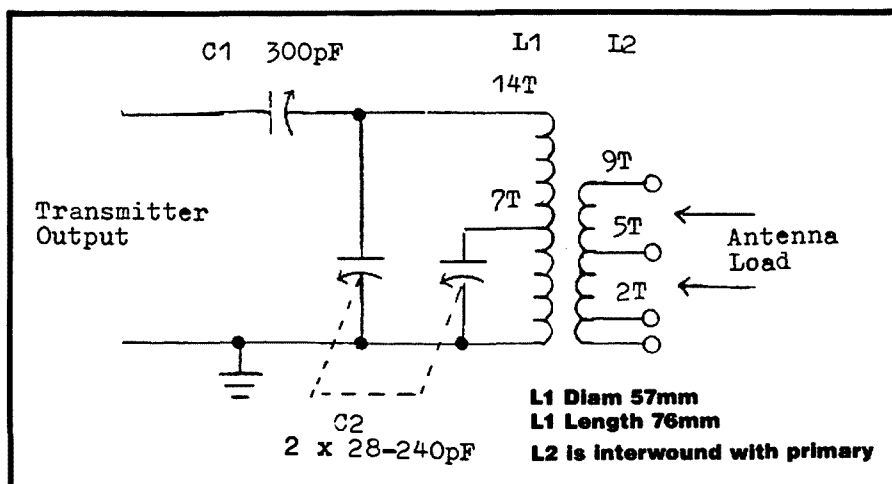 C1 300pF
L1 L2
14T
9T
7T
5T
2T
Transmitter
Output
Antenna
Load
C2
2 x 28-240pF
L1 Diam 57mm
L1 Length 76mm
L2 is interwound with primary